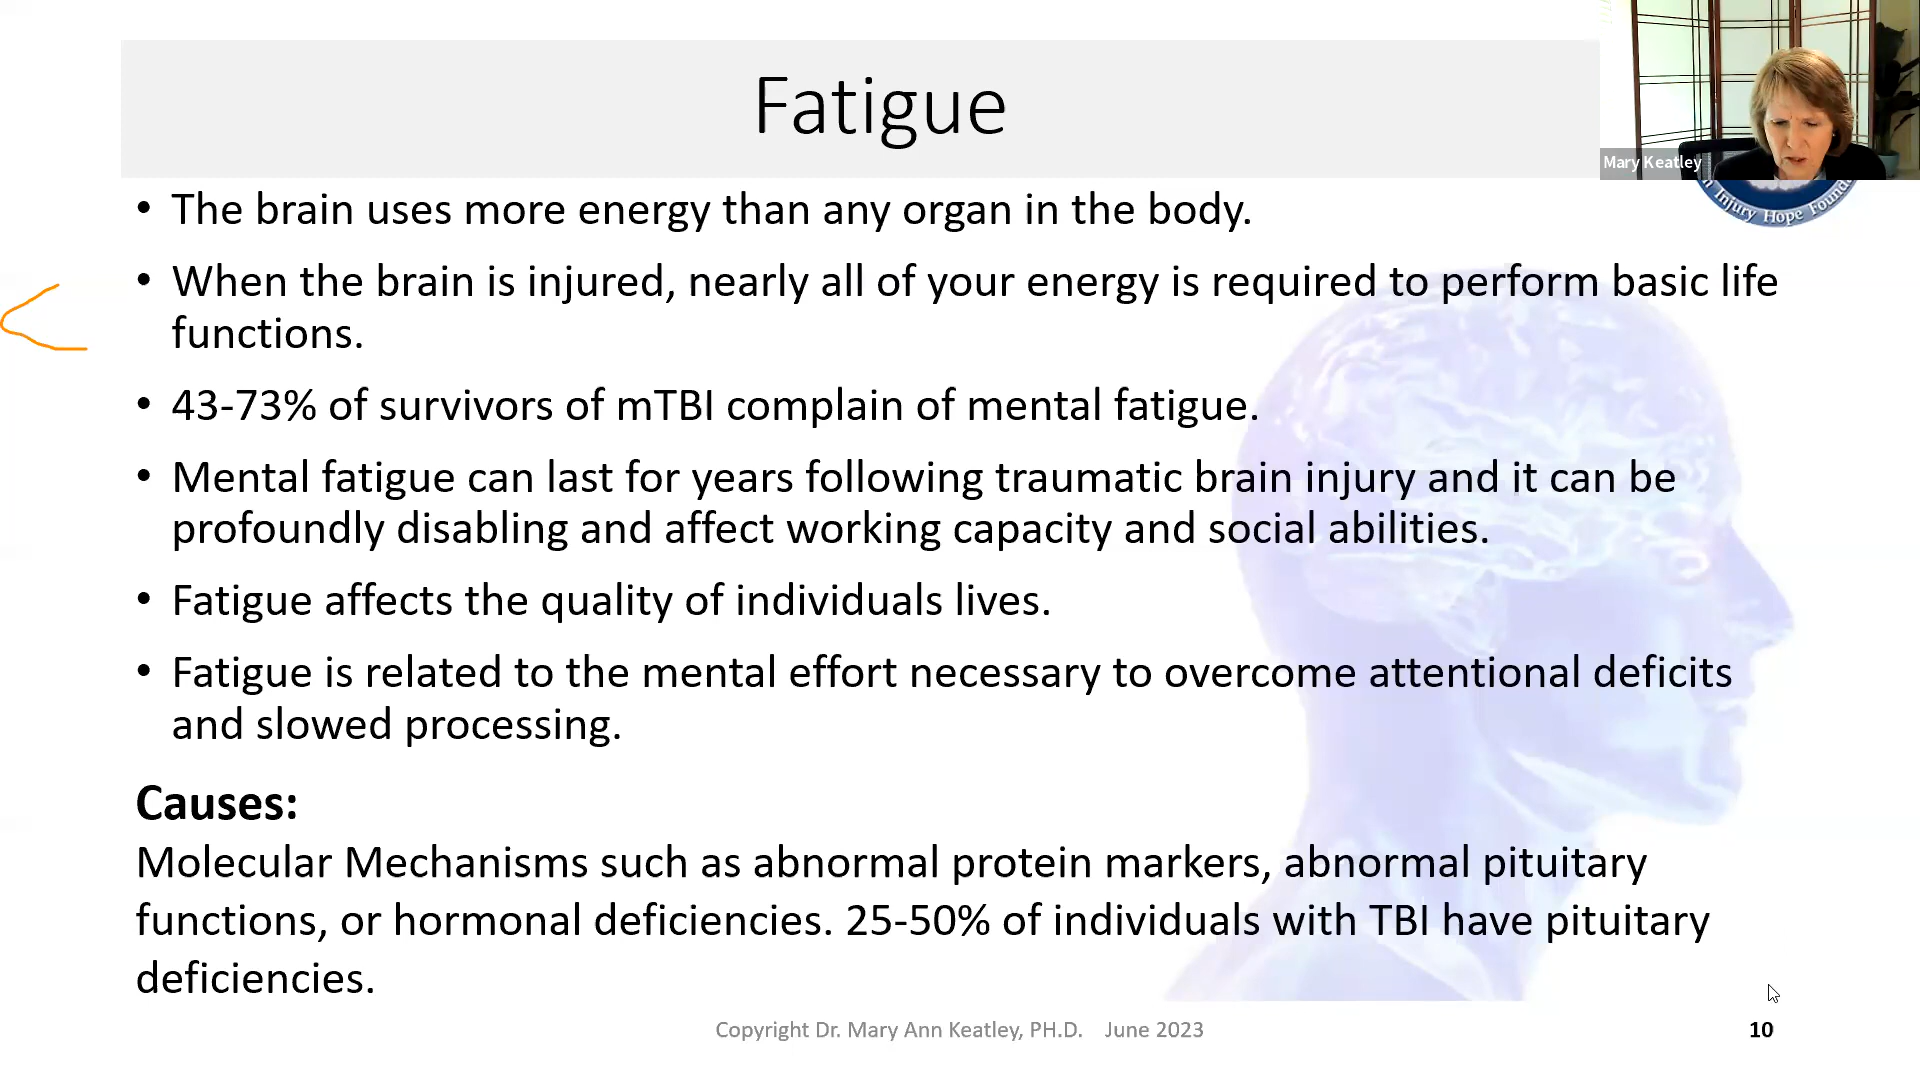 Fatigue
Mary Keatley
Injury Hope
• The brain uses more energy than any organ in the body.
• When the brain is injured, nearly all of your energy is required to perform basic life
functions.
• 43-73% of survivors of mTBI complain of mental fatigue.
• Mental fatigue can last for years following traumatic brain injury and it can be
profoundly disabling and affect working capacity and social abilities.
• Fatigue affects the quality of individuals lives.
• Fatigue is related to the mental effort necessary to overcome attentional deficits
and slowed processing.
Causes:
Molecular Mechanisms such as abnormal protein markers, abnormal pituitary
functions, or hormonal deficiencies. 25-50% of individuals with TBI have pituitary
deficiencies.
Copyright Dr. Mary Ann Keatley, PH.D. June 2023
10